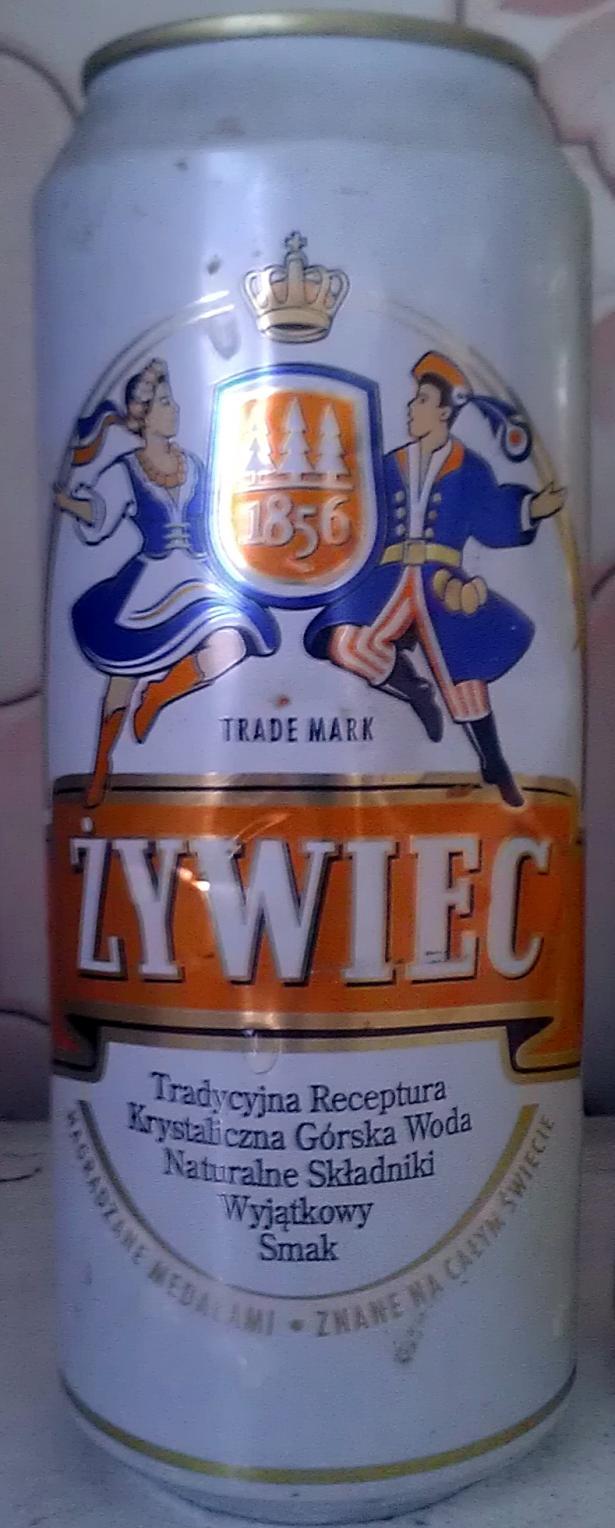 1856
TRADE MARK
ŻYWIEC
Tradycyjna Receptura
Krystaliczna Górska Woda
Naturalne Składniki
Wyjątkowy
Smak
NAGRADZANE MEDALAMI • ZNANE NA CAŁYM ŚWIECIE